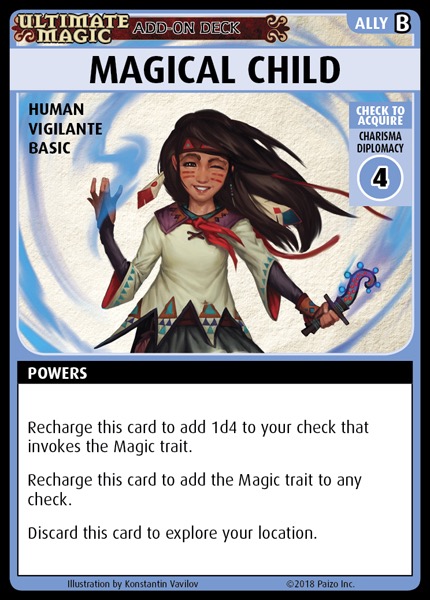 ULTIMATE MAGIC ADD-ON DECK
ALLY B
MAGICAL CHILD
HUMAN
VIGILANTE
BASIC
CHECK TO
ACQUIRE
CHARISMA
DIPLOMACY
4
POWERS
Recharge this card to add 1d4 to your check that
invokes the Magic trait.
Recharge this card to add the Magic trait to any
check.
Discard this card to explore your location.
Illustration by Konstantin Vavilov
©2018 Paizo Inc.